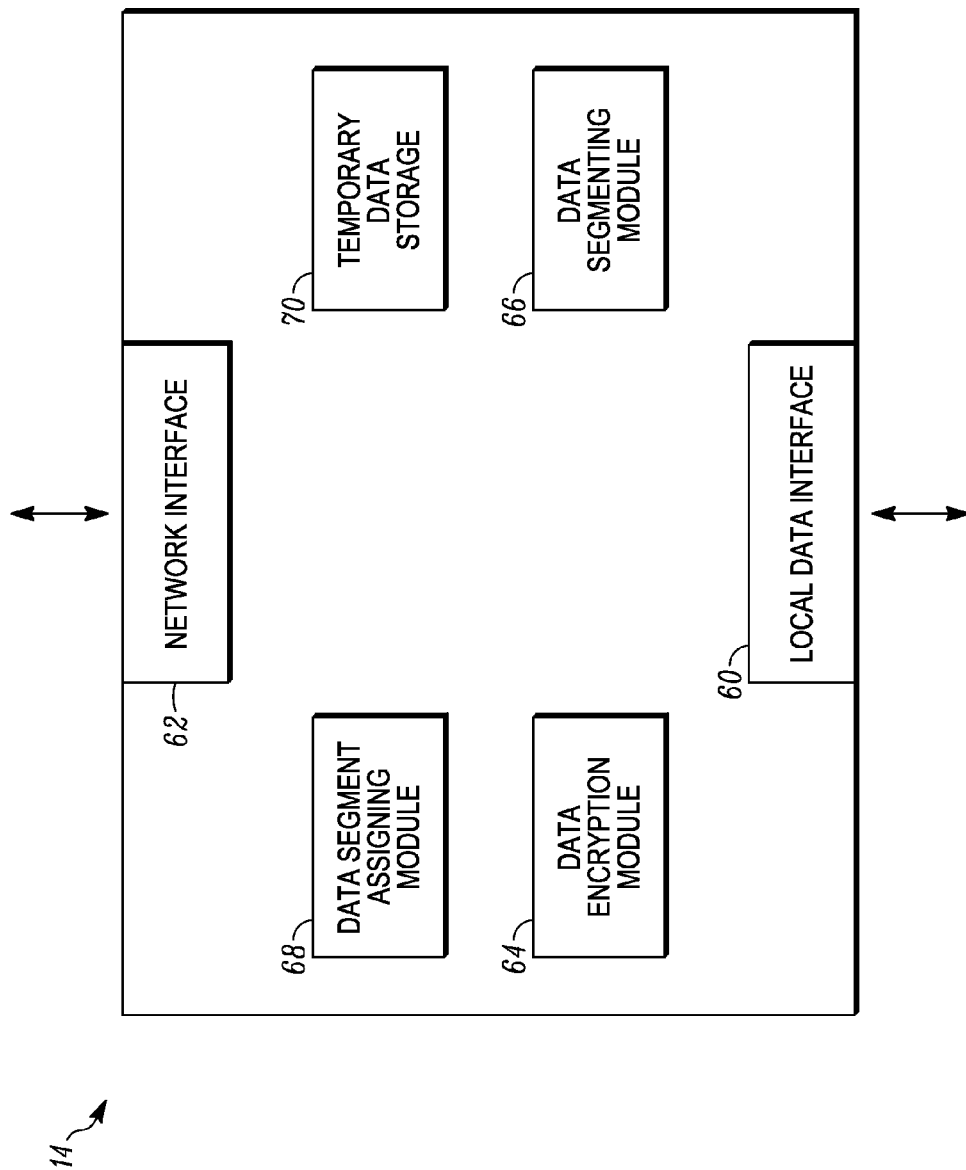 14
62
NETWORK INTERFACE
68
DATA SEGMENT
ASSIGNING
MODULE
70
TEMPORARY
DATA
STORAGE
64
DATA
ENCRYPTION
MODULE
66
DATA
SEGMENTING
MODULE
60
LOCAL DATA INTERFACE